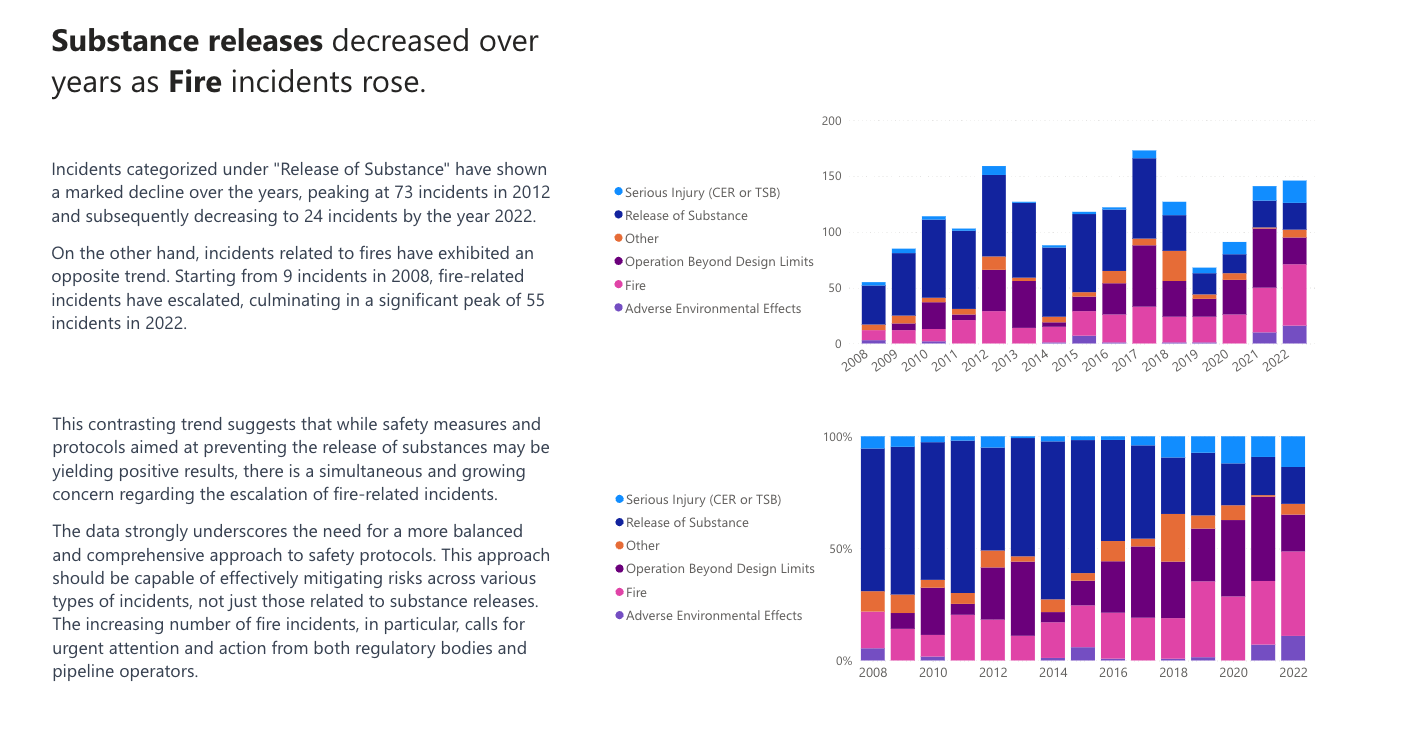 Substance releases decreased over
years as Fire incidents rose.
Incidents categorized under "Release of Substance" have shown
a marked decline over the years, peaking at 73 incidents in 2012
and subsequently decreasing to 24 incidents by the year 2022.
On the other hand, incidents related to fires have exhibited an
opposite trend. Starting from 9 incidents in 2008, fire-related
incidents have escalated, culminating in a significant peak of 55
incidents in 2022.
This contrasting trend suggests that while safety measures and
protocols aimed at preventing the release of substances may be
yielding positive results, there is a simultaneous and growing
concern regarding the escalation of fire-related incidents.
The data strongly underscores the need for a more balanced
and comprehensive approach to safety protocols. This approach
should be capable of effectively mitigating risks across various
types of incidents, not just those related to substance releases.
The increasing number of fire incidents, in particular, calls for
urgent attention and action from both regulatory bodies and
pipeline operators.
Serious Injury (CER or TSB)
Release of Substance
Other
Operation Beyond Design Limits
Fire
Adverse Environmental Effects
200
150
100
50
0
2008 2009 2010 2011 2012 2013 2014 2015 2016 2017 2018 2019 2020 2021 2022
Serious Injury (CER or TSB)
Release of Substance
Other
Operation Beyond Design Limits
Fire
Adverse Environmental Effects
100%
50%
0%
2008 2010 2012 2014 2016 2018 2020 2022